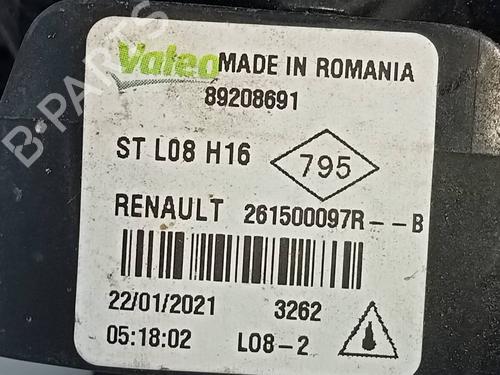 Valeo MADE IN ROMANIA
89208691
ST L08 H16 795
RENAULT 261500097R--B
22/01/2021 3262
05:18:02 L08-2
B-PARTS